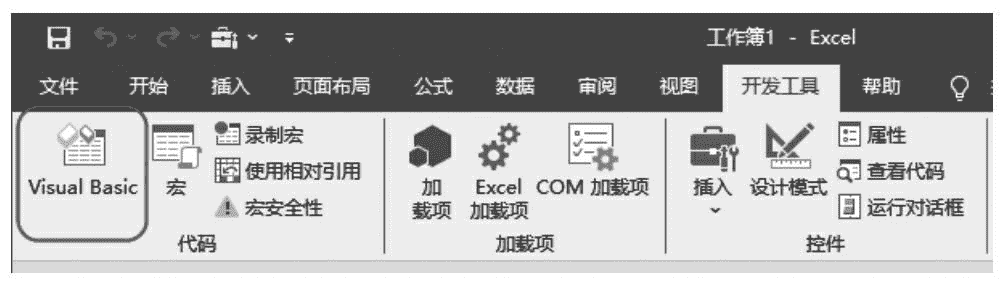 工作簿1 - Excel
文件 开始 插入 页面布局 公式 数据 审阅 视图 开发工具 帮助
Visual Basic
宏
录制宏
使用相对引用
宏安全性
代码
加
载项
Excel
加载项
COM 加载项
加载项
插入
设计模式
属性
查看代码
运行对话框
控件